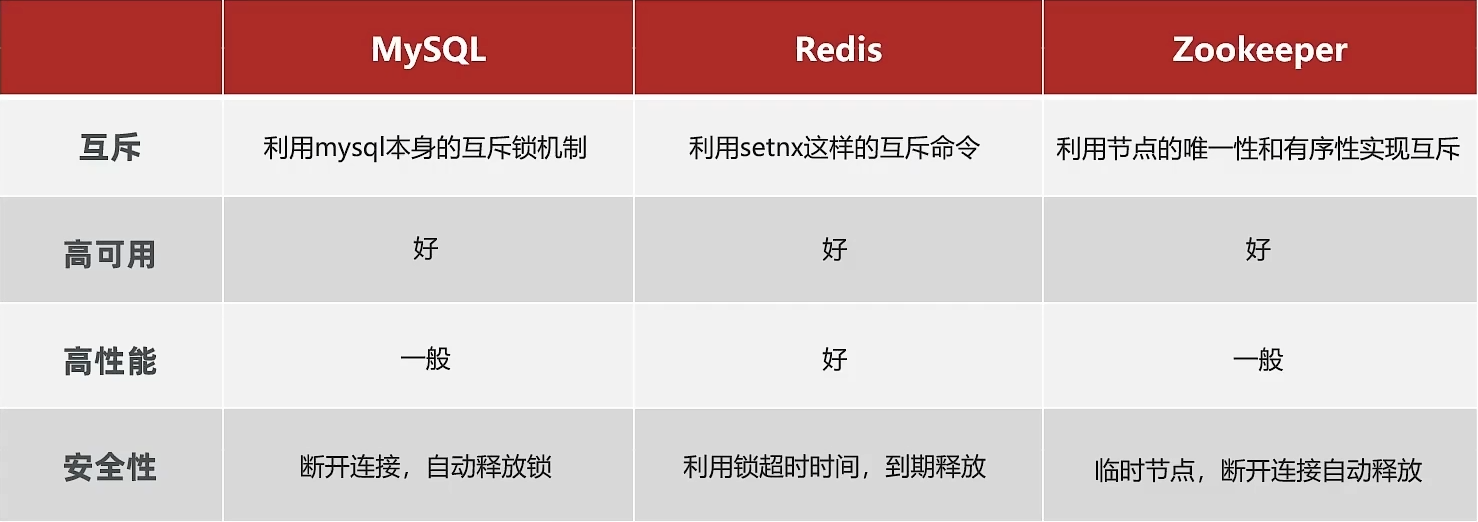 MySQL Redis Zookeeper
互斥 利用mysql本身的互斥锁机制 利用setnx这样的互斥命令 利用节点的唯一性和有序性实现互斥
高可用 好 好 好
高性能 一般 好 一般
安全性 断开连接，自动释放锁 利用锁超时时间，到期释放 临时节点，断开连接自动释放